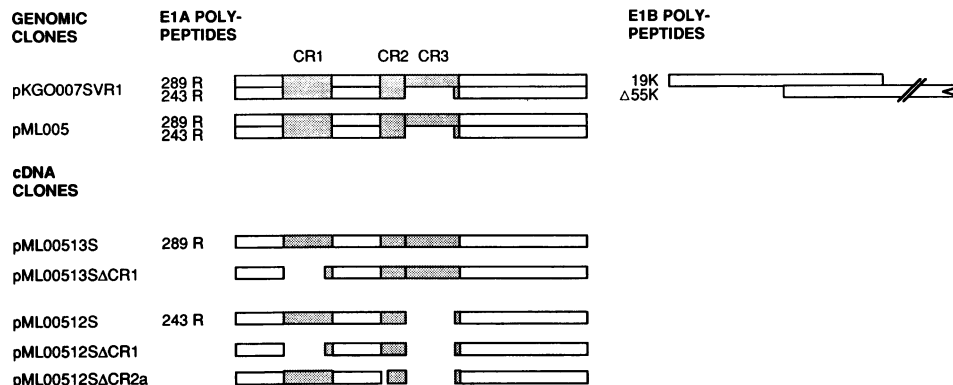 GENOMIC CLONES
E1A POLY-PEPTIDES
E1B POLY-PEPTIDES
CR1 CR2 CR3
pKGO007SVR1 289 R 19K
243 R Δ55K
pML005 289 R
243 R
cDNA CLONES
pML00513S 289 R
pML00513SΔCR1
pML00512S 243 R
pML00512SΔCR1
pML00512SΔCR2a